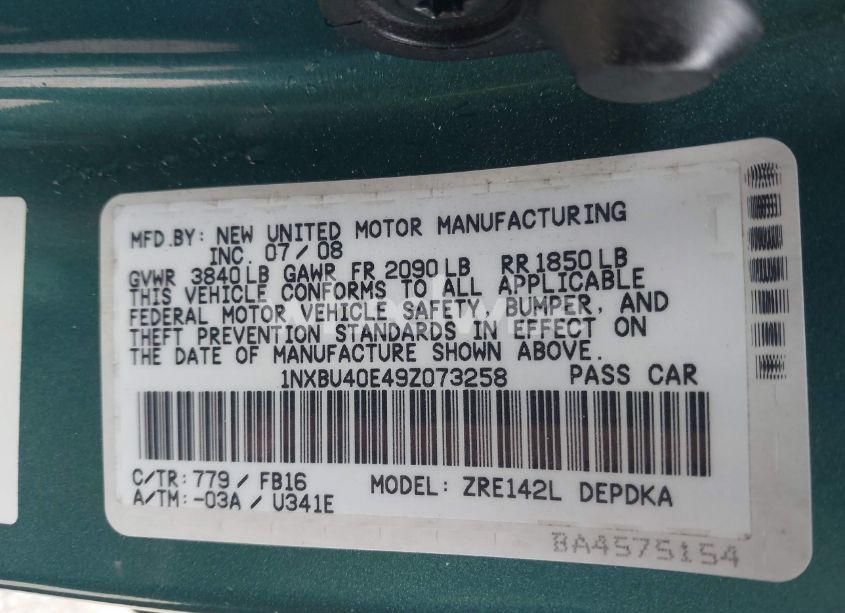 MFD.BY: NEW UNITED MOTOR MANUFACTURING
INC. 07/08
GVWR 3840LB GAWR FR 2090LB RR 1850LB
THIS VEHICLE CONFORMS TO ALL APPLICABLE
FEDERAL MOTOR VEHICLE SAFETY, BUMPER, AND
THEFT PREVENTION STANDARDS IN EFFECT ON
THE DATE OF MANUFACTURE SHOWN ABOVE.
1NXBU40E49Z073258 PASS CAR
C/TR: 779 / FB16 MODEL: ZRE142L DEPDKA
A/TM: -03A / U341E
BA4575154